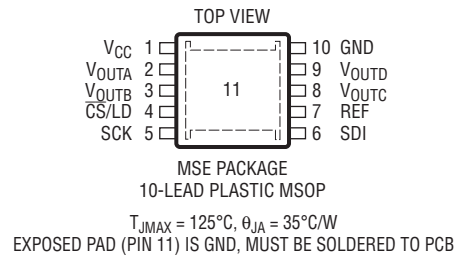 TOP VIEW
VCC 1
VOUTA 2
VOUTB 3
C̅S̅/LD 4
SCK 5
11
10 GND
9 VOUTD
8 VOUTC
7 REF
6 SDI
MSE PACKAGE
10-LEAD PLASTIC MSOP
TJMAX = 125°C, θJA = 35°C/W
EXPOSED PAD (PIN 11) IS GND, MUST BE SOLDERED TO PCB